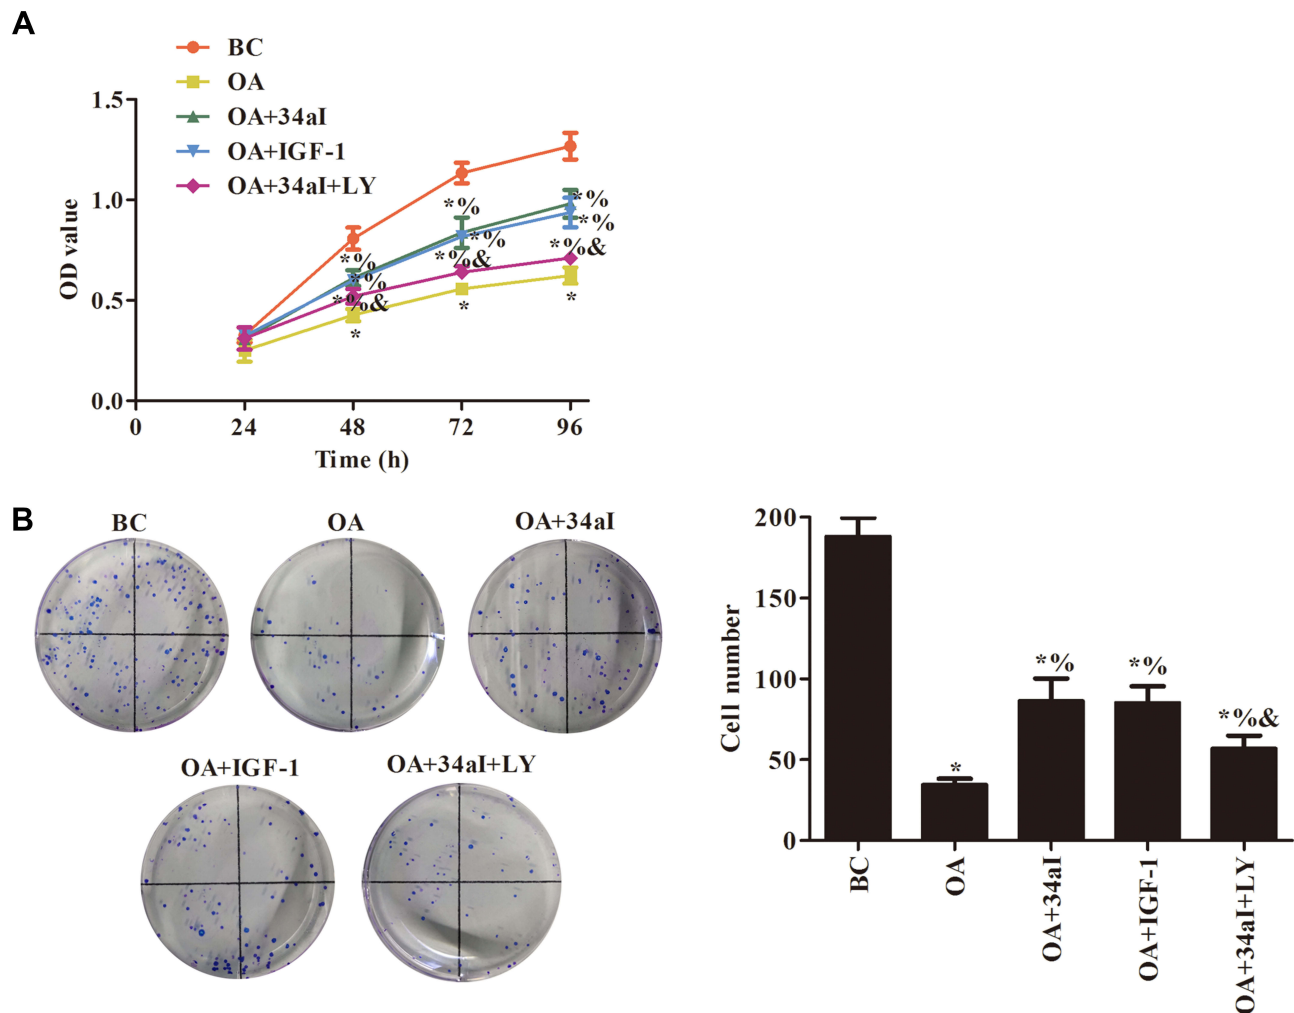 A
BC
OA
OA+34aI
OA+IGF-1
OA+34aI+LY
OD value
1.5
1.0
0.5
0.0
*%
*%
*%&
*
*%
*%
*%&
*
*%
*%
*%&
*
0 24 48 72 96
Time (h)
B
BC OA OA+34aI
OA+IGF-1 OA+34aI+LY
Cell number
200
150
100
50
0
*
*%
*%
*%&
BC
OA
OA+34aI
OA+IGF-1
OA+34aI+LY